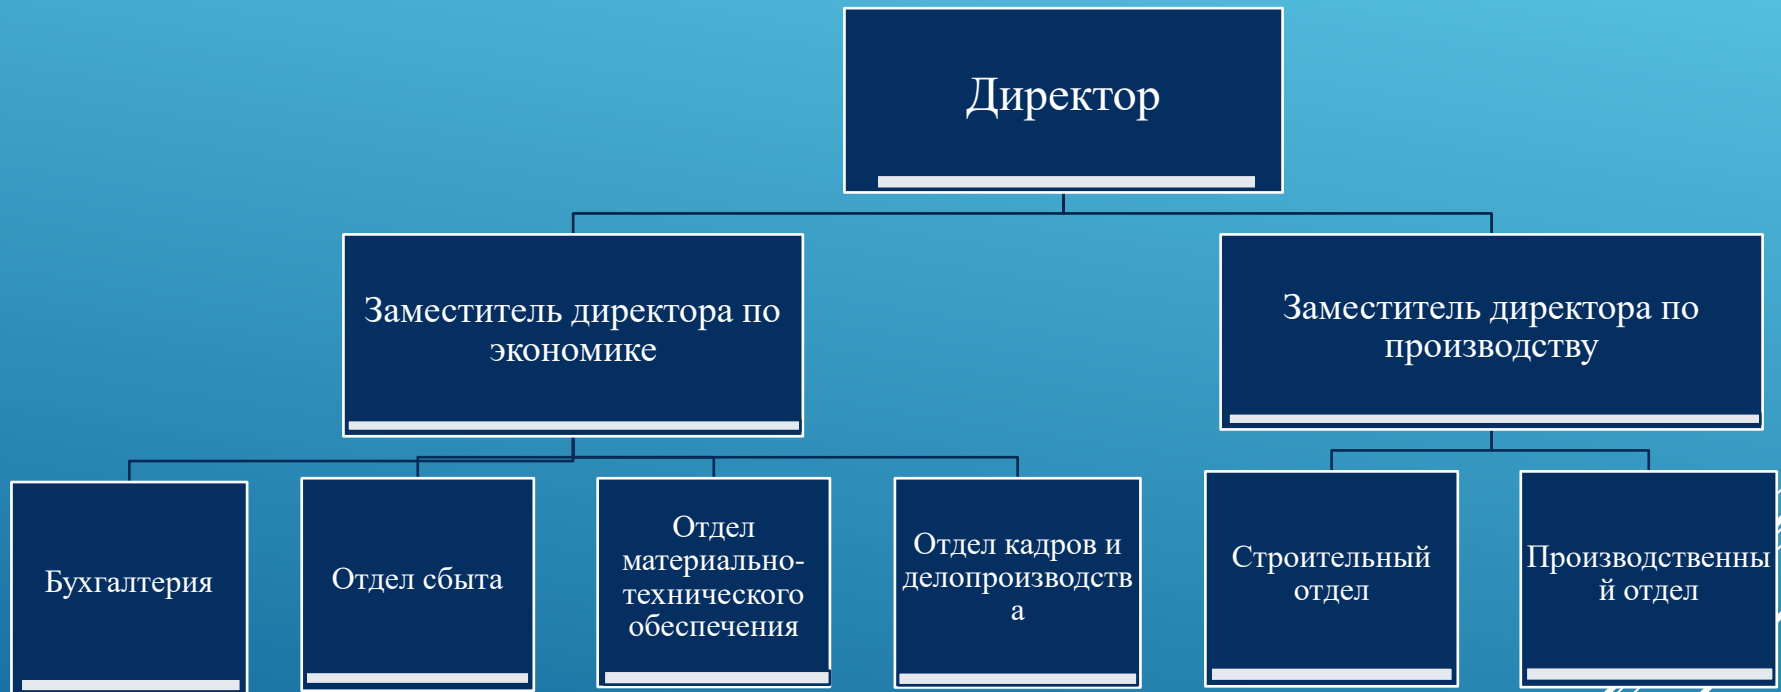 Директор
Заместитель директора по
экономике
Заместитель директора по
производству
Бухгалтерия
Отдел сбыта
Отдел
материально-
технического
обеспечения
Отдел кадров и
делопроизводств
а
Строительный
отдел
Производственны
й отдел